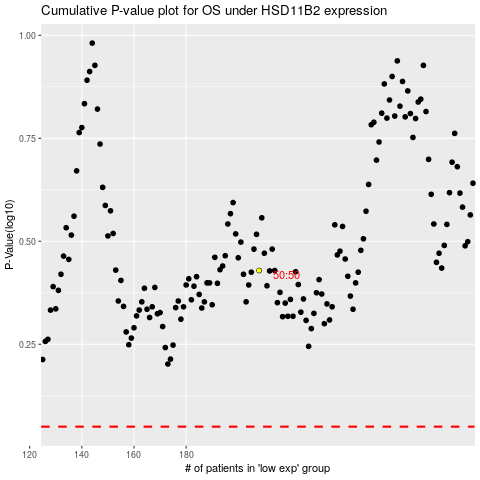 Cumulative P-value plot for OS under HSD11B2 expression
P-Value(log10)
1.00
0.75
0.50
0.25
50:50
120 140 160 180
# of patients in 'low exp' group